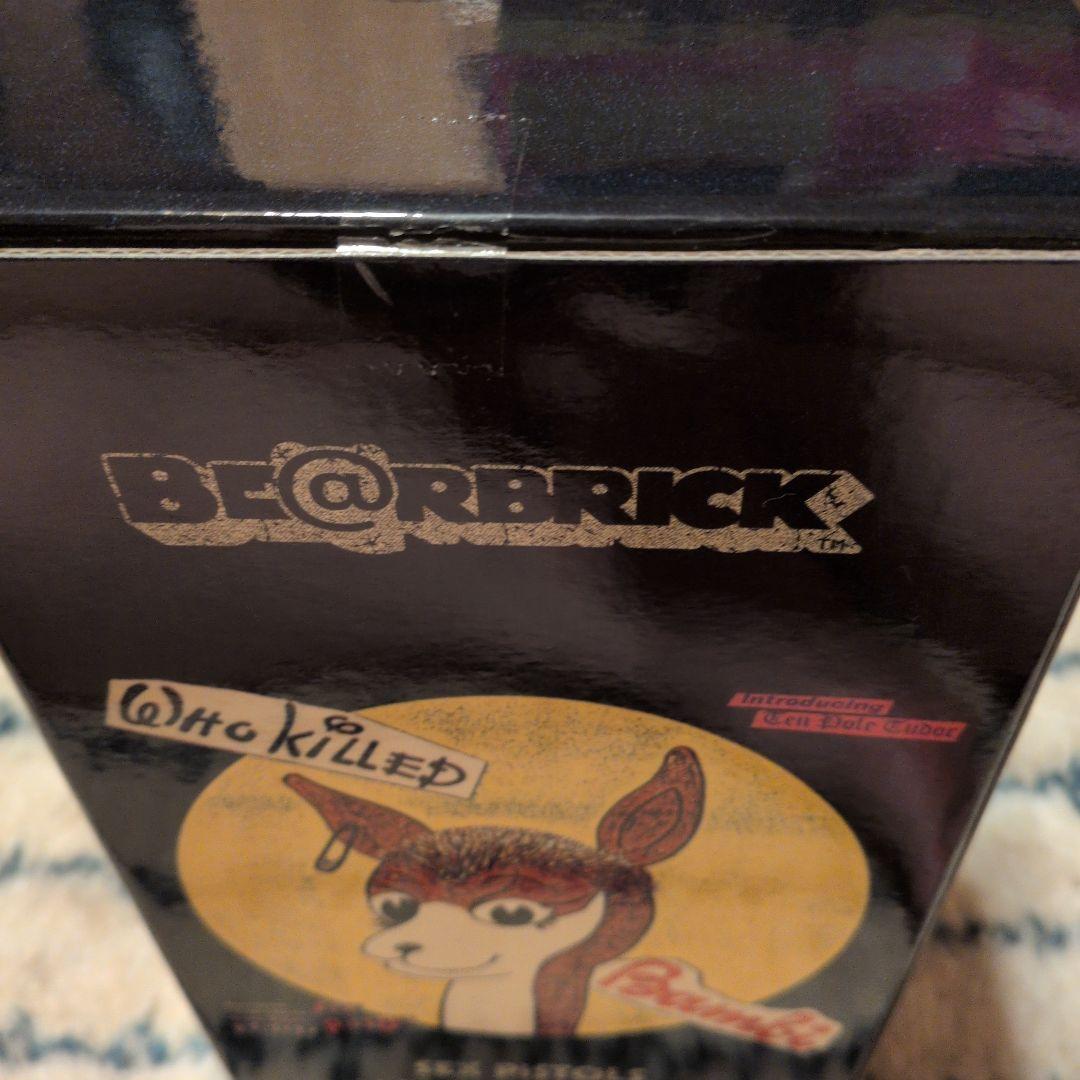 BE@RBRICK TM
WHO KILLED
Introducing
Ten Pole Tudor
Bambi
SEX PISTOLS